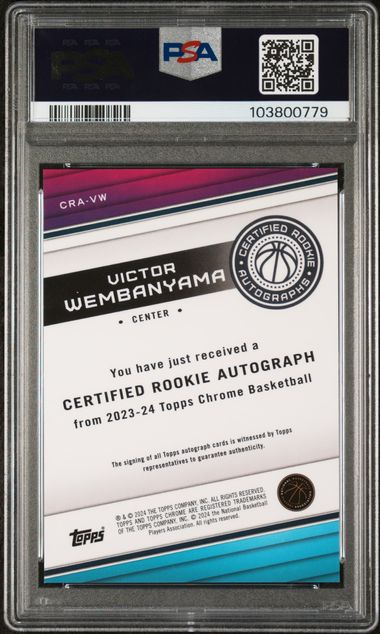 PSA
PSA
103800779
CRA-VW
VICTOR
WEMBANYAMA
• CENTER •
CERTIFIED ROOKIE
AUTOGRAPHS
You have just received a
CERTIFIED ROOKIE AUTOGRAPH
from 2023-24 Topps Chrome Basketball
The signing of all Topps autograph cards is witnessed by Topps
representatives to guarantee authenticity.
Topps
® & © 2024 THE TOPPS COMPANY, INC. ALL RIGHTS RESERVED.
TOPPS AND TOPPS CHROME ARE REGISTERED TRADEMARKS
OF THE TOPPS COMPANY, INC. © 2024 the National Basketball
Players Association. All rights reserved.
PSA